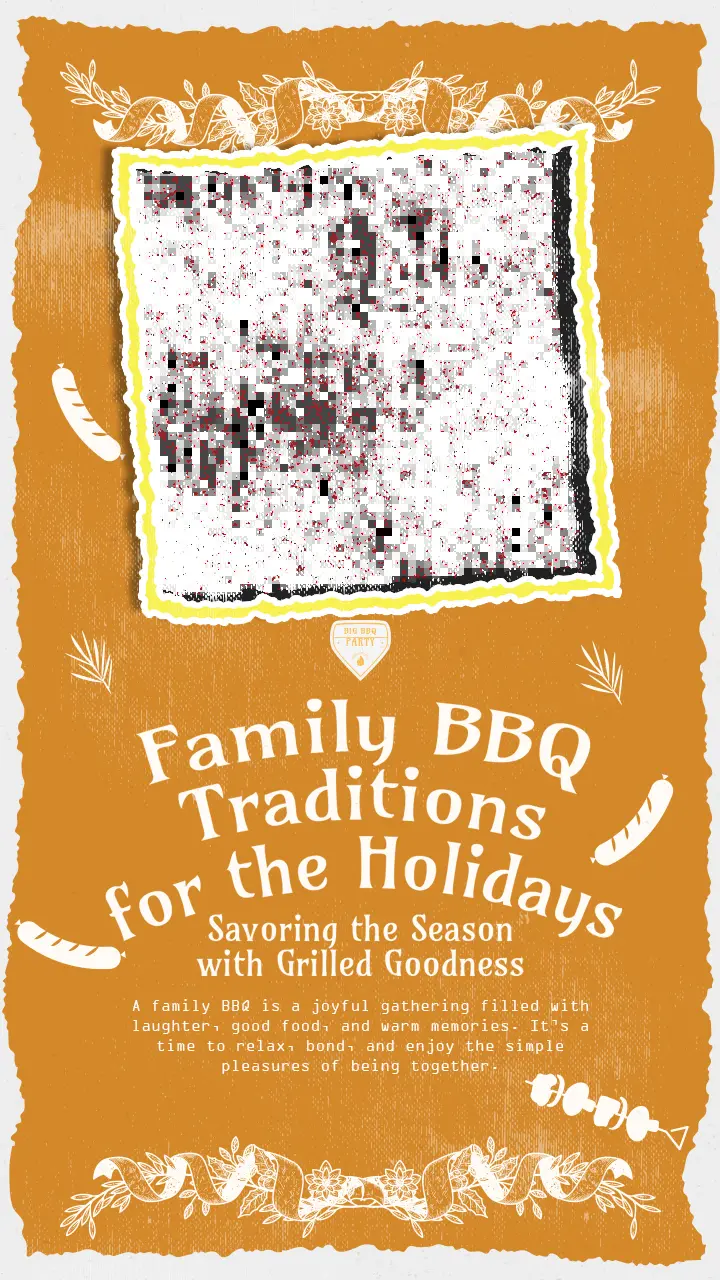 BIG BBQ
PARTY
Family BBQ
Traditions
for the Holidays
Savoring the Season
with Grilled Goodness
A family BBQ is a joyful gathering filled with
laughter, good food, and warm memories. It's a
time to relax, bond, and enjoy the simple
pleasures of being together.